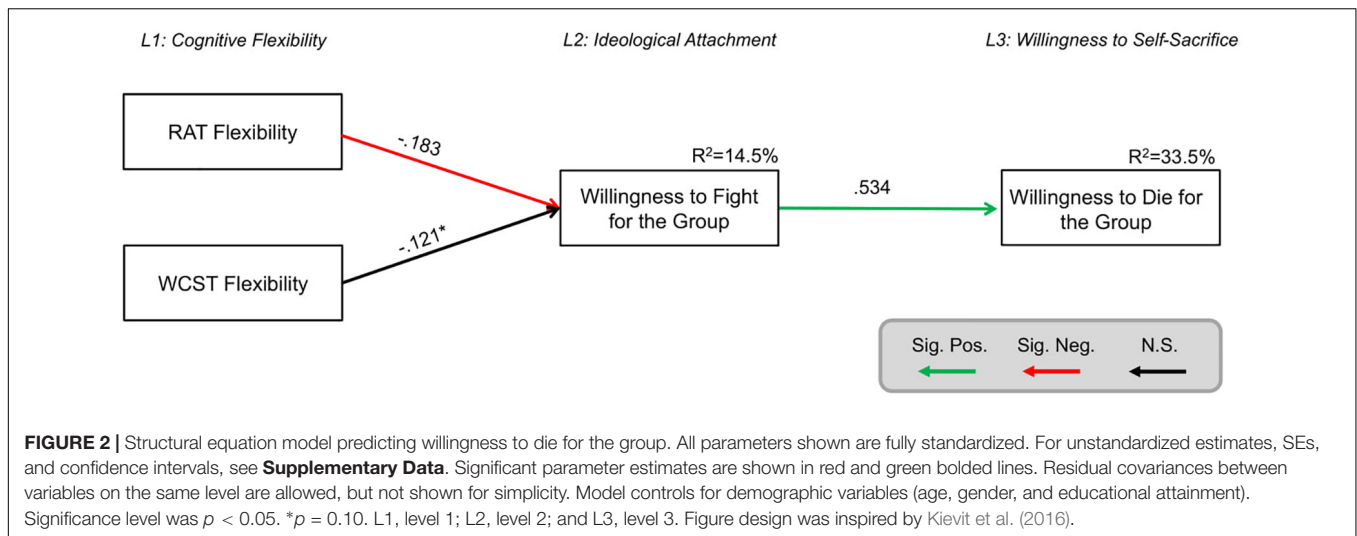 L1: Cognitive Flexibility
L2: Ideological Attachment
L3: Willingness to Self-Sacrifice
RAT Flexibility
-.183
WCST Flexibility
-.121*
R²=14.5%
Willingness to Fight
for the Group
.534
R²=33.5%
Willingness to Die for
the Group
Sig. Pos.
Sig. Neg.
N.S.
FIGURE 2 | Structural equation model predicting willingness to die for the group. All parameters shown are fully standardized. For unstandardized estimates, SEs,
and confidence intervals, see Supplementary Data. Significant parameter estimates are shown in red and green bolded lines. Residual covariances between
variables on the same level are allowed, but not shown for simplicity. Model controls for demographic variables (age, gender, and educational attainment).
Significance level was p < 0.05. *p = 0.10. L1, level 1; L2, level 2; and L3, level 3. Figure design was inspired by Kievit et al. (2016).